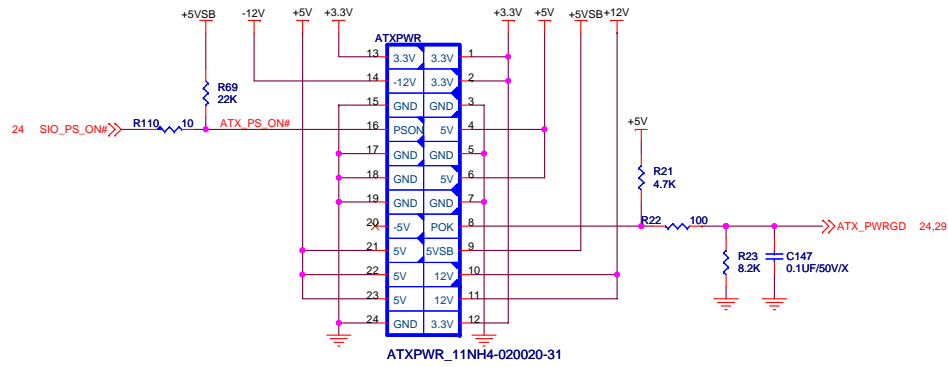 +5VSB -12V +5V +3.3V +3.3V +5V +5VSB +12V
ATXPWR
13 3.3V 3.3V 1
14 -12V 3.3V 2
15 GND GND 3
16 PSON 5V 4
17 GND GND 5
18 GND 5V 6
19 GND GND 7
20 -5V POK 8
21 5V 5VSB 9
22 5V 12V 10
23 5V 12V 11
24 GND 3.3V 12
ATXPWR_11NH4-020020-31
R69
22K
24 SIO_PS_ON# R110 10 ATX_PS_ON#
+5V
R21
4.7K
R22 100
ATX_PWRGD 24,29
R23
8.2K
C147
0.1UF/50V/X